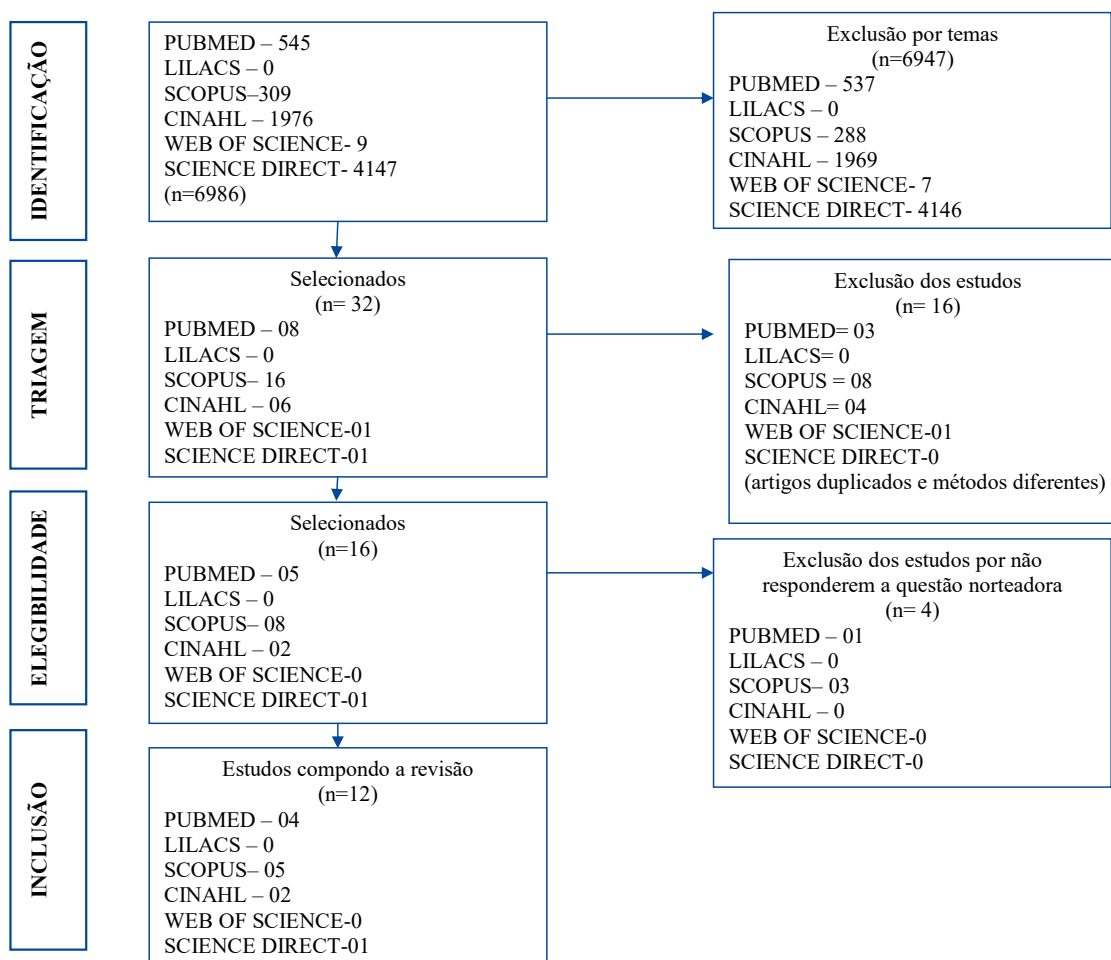 IDENTIFICAÇÃO
PUBMED – 545
LILACS – 0
SCOPUS–309
CINAHL – 1976
WEB OF SCIENCE- 9
SCIENCE DIRECT- 4147
(n=6986)
Exclusão por temas
(n=6947)
PUBMED – 537
LILACS – 0
SCOPUS – 288
CINAHL – 1969
WEB OF SCIENCE- 7
SCIENCE DIRECT- 4146
TRIAGEM
Selecionados
(n= 32)
PUBMED – 08
LILACS – 0
SCOPUS– 16
CINAHL – 06
WEB OF SCIENCE-01
SCIENCE DIRECT-01
Exclusão dos estudos
(n= 16)
PUBMED= 03
LILACS= 0
SCOPUS = 08
CINAHL= 04
WEB OF SCIENCE-01
SCIENCE DIRECT-0
(artigos duplicados e métodos diferentes)
ELEGIBILIDADE
Selecionados
(n=16)
PUBMED – 05
LILACS – 0
SCOPUS– 08
CINAHL – 02
WEB OF SCIENCE-0
SCIENCE DIRECT-01
Exclusão dos estudos por não
responderem a questão norteadora
(n= 4)
PUBMED – 01
LILACS – 0
SCOPUS– 03
CINAHL – 0
WEB OF SCIENCE-0
SCIENCE DIRECT-0
INCLUSÃO
Estudos compondo a revisão
(n=12)
PUBMED – 04
LILACS – 0
SCOPUS– 05
CINAHL – 02
WEB OF SCIENCE-0
SCIENCE DIRECT-01